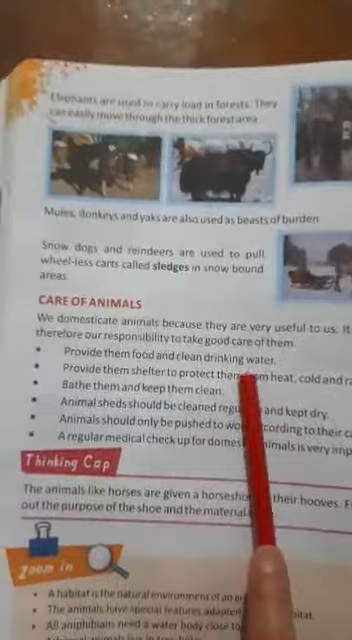 Elephants are used to carry load in forests. They
can easily move through the thick forest area.
Mules, donkeys and yaks are also used as beasts of burden
Snow dogs and reindeers are used to pull
wheel-less carts called sledges in snow bound
areas.
CARE OF ANIMALS
We domesticate animals because they are very useful to us. It
therefore our responsibility to take good care of them.
• Provide them food and clean drinking water.
• Provide them shelter to protect them from heat, cold and
• Bathe them and keep them clean.
• Animal sheds should be cleaned and kept dry.
• Animals should only be pushed to according to their
• A regular medical check up for animals is very
Thinking Cap
The animals like horses are given a their hooves.
out the purpose of the shoe and the material
Zoom in
• A habitat is the natural environment of an
• The animals have special features
• All amphibians need a water body close to